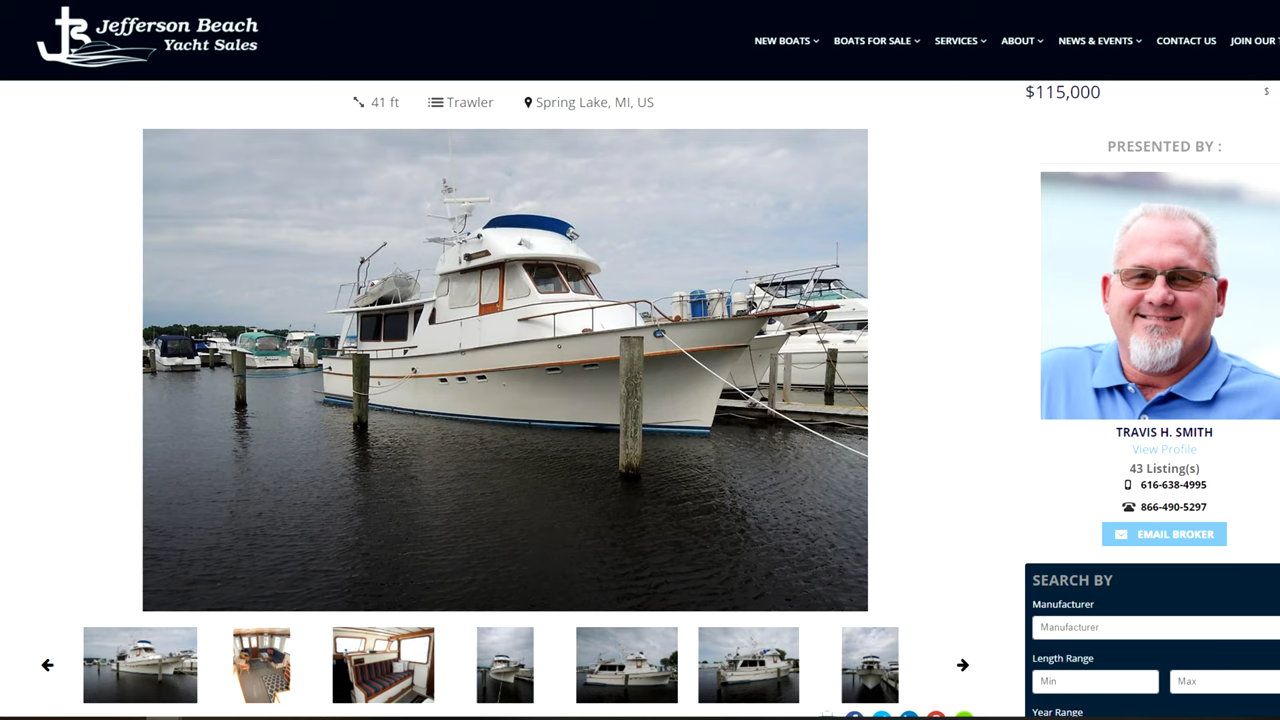 Jefferson Beach
Yacht Sales
NEW BOATS
BOATS FOR SALE
SERVICES
ABOUT
NEWS & EVENTS
CONTACT US
JOIN OUR
41 ft
Trawler
Spring Lake, MI, US
$115,000
$
PRESENTED BY :
TRAVIS H. SMITH
View Profile
43 Listing(s)
616-638-4995
866-490-5297
EMAIL BROKER
SEARCH BY
Manufacturer
Manufacturer
Length Range
Min
Max
Year Range